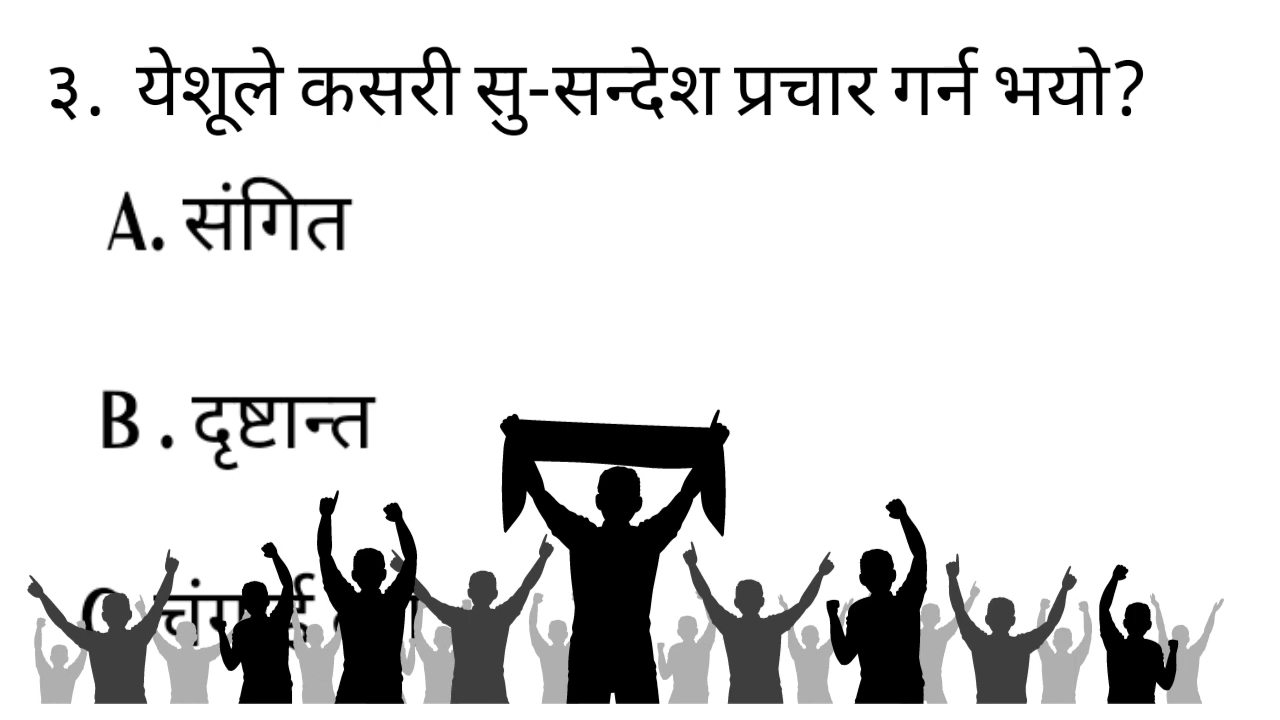 ३. येशूले कसरी सु-सन्देश प्रचार गर्न भयो?
A. संगित
B . दृष्टान्त